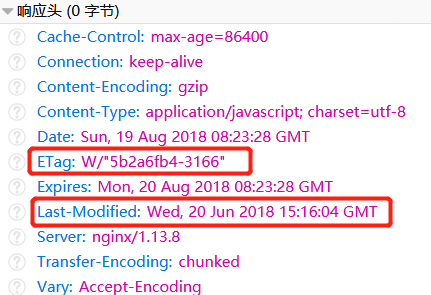 响应头 (0 字节)
Cache-Control: max-age=86400
Connection: keep-alive
Content-Encoding: gzip
Content-Type: application/javascript; charset=utf-8
Date: Sun, 19 Aug 2018 08:23:28 GMT
ETag: W/"5b2a6fb4-3166"
Expires: Mon, 20 Aug 2018 08:23:28 GMT
Last-Modified: Wed, 20 Jun 2018 15:16:04 GMT
Server: nginx/1.13.8
Transfer-Encoding: chunked
Vary: Accept-Encoding